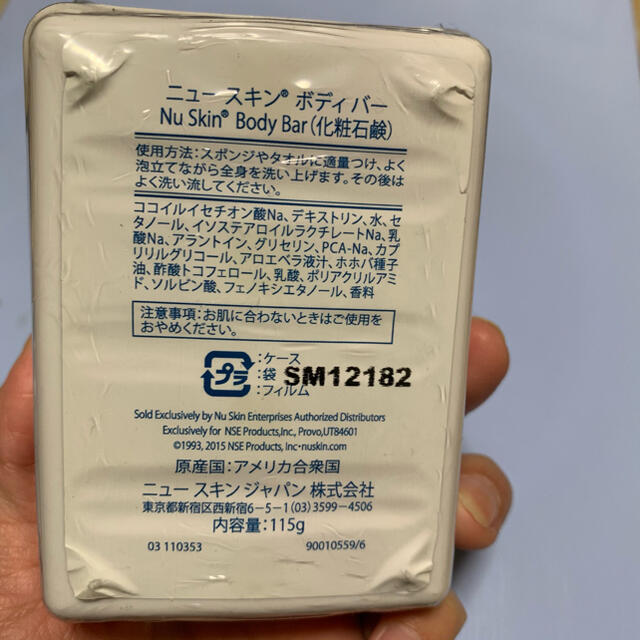 ニュー スキン® ボディ バー
Nu Skin® Body Bar(化粧石鹸)
使用方法:スポンジやタオルに適量つけ、よく
泡立てながら全身を洗い上げます。その後は
よく洗い流してください。
ココイルイセチオン酸Na、デキストリン、水、セ
タノール、イソステアロイルラクチレートNa、乳
酸Na、アラントイン、グリセリン、PCA-Na、カプ
リリルグリコール、アロエベラ液汁、ホホバ種子
油、酢酸トコフェロール、乳酸、ポリアクリルアミ
ド、ソルビン酸、フェノキシエタノール、香料
注意事項:お肌に合わないときはご使用を
おやめください。
プラ
:ケース
:袋 SM12182
:フィルム
Sold Exclusively by Nu Skin Enterprises Authorized Distributors
Exclusively for NSE Products,Inc., Provo,UT84601
©1993, 2015 NSE Products, Inc•nuskin.com
原産国:アメリカ合衆国
ニュー スキン ジャパン 株式会社
東京都新宿区西新宿6-5-1 (03) 3599-4506
内容量:115g
03 110353 90010559/6